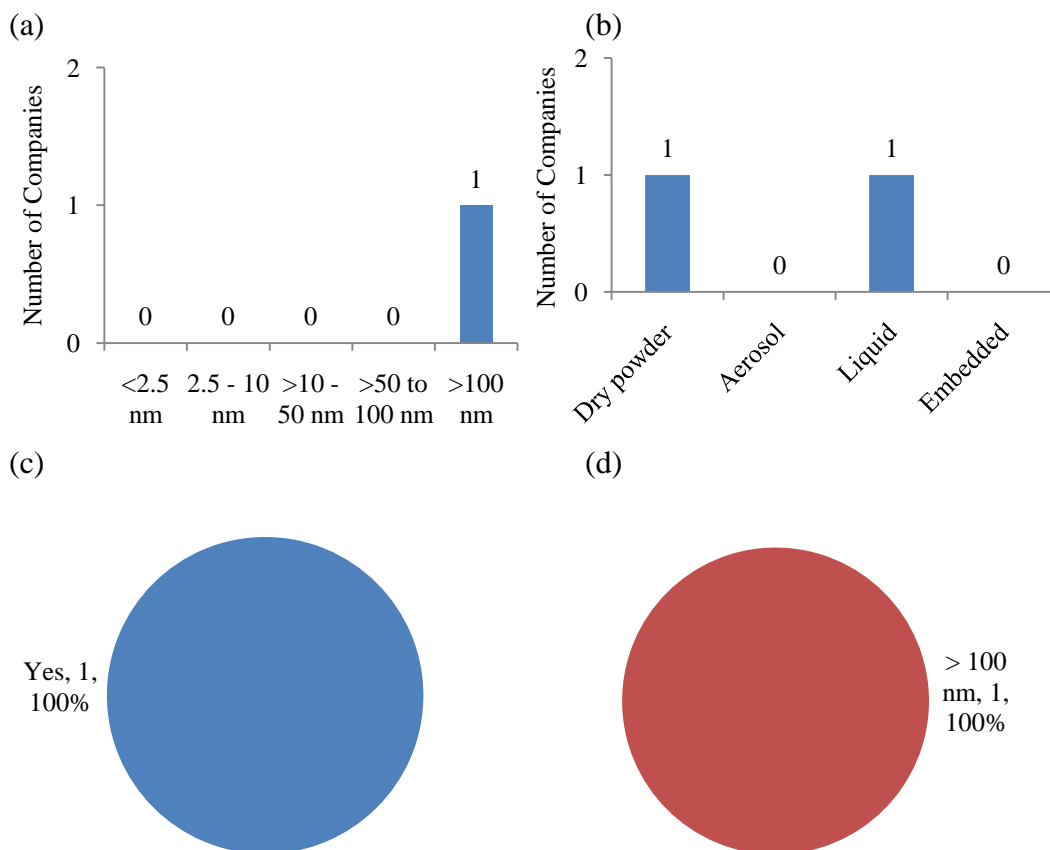 (a)
Number of Companies
2
1
0
0
0
0
0
1
<2.5
nm
2.5 - 10
nm
>10 -
50 nm
>50 to
100 nm
>100
nm
(b)
Number of Companies
2
1
0
1
0
1
0
Dry powder
Aerosol
Liquid
Embedded
(c)
Yes, 1,
100%
(d)
> 100
nm, 1,
100%